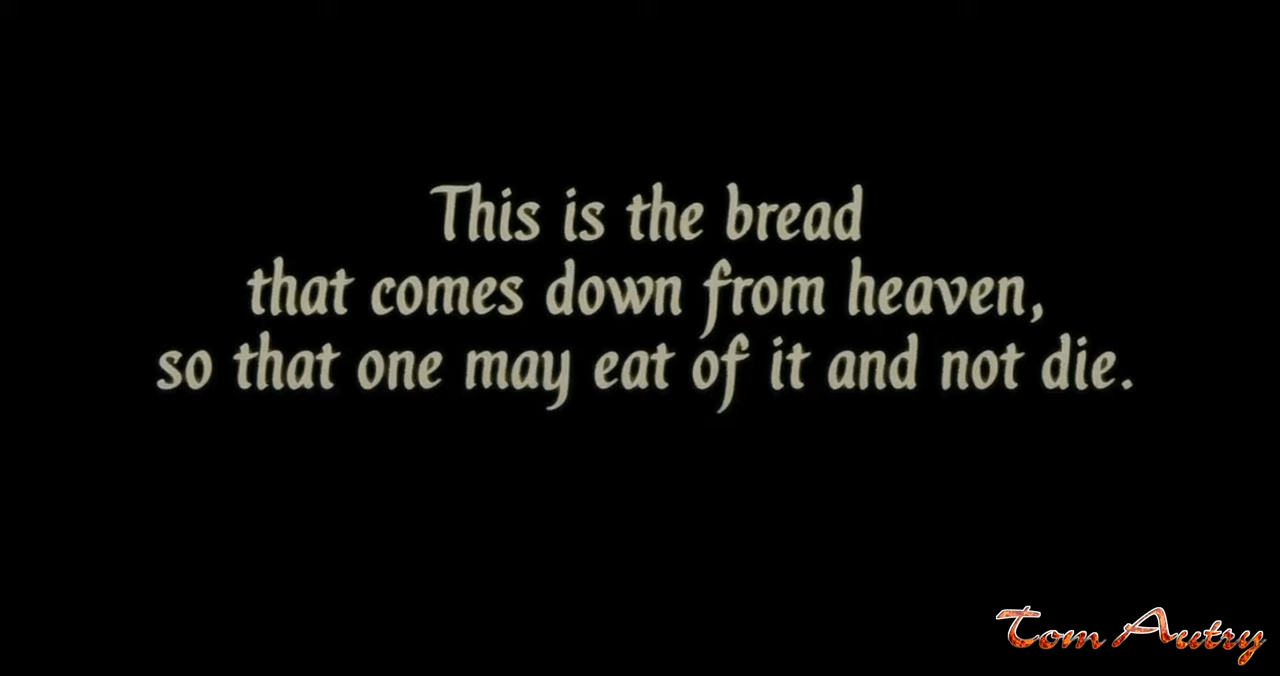 This is the bread
that comes down from heaven,
so that one may eat of it and not die.
Tom Autry